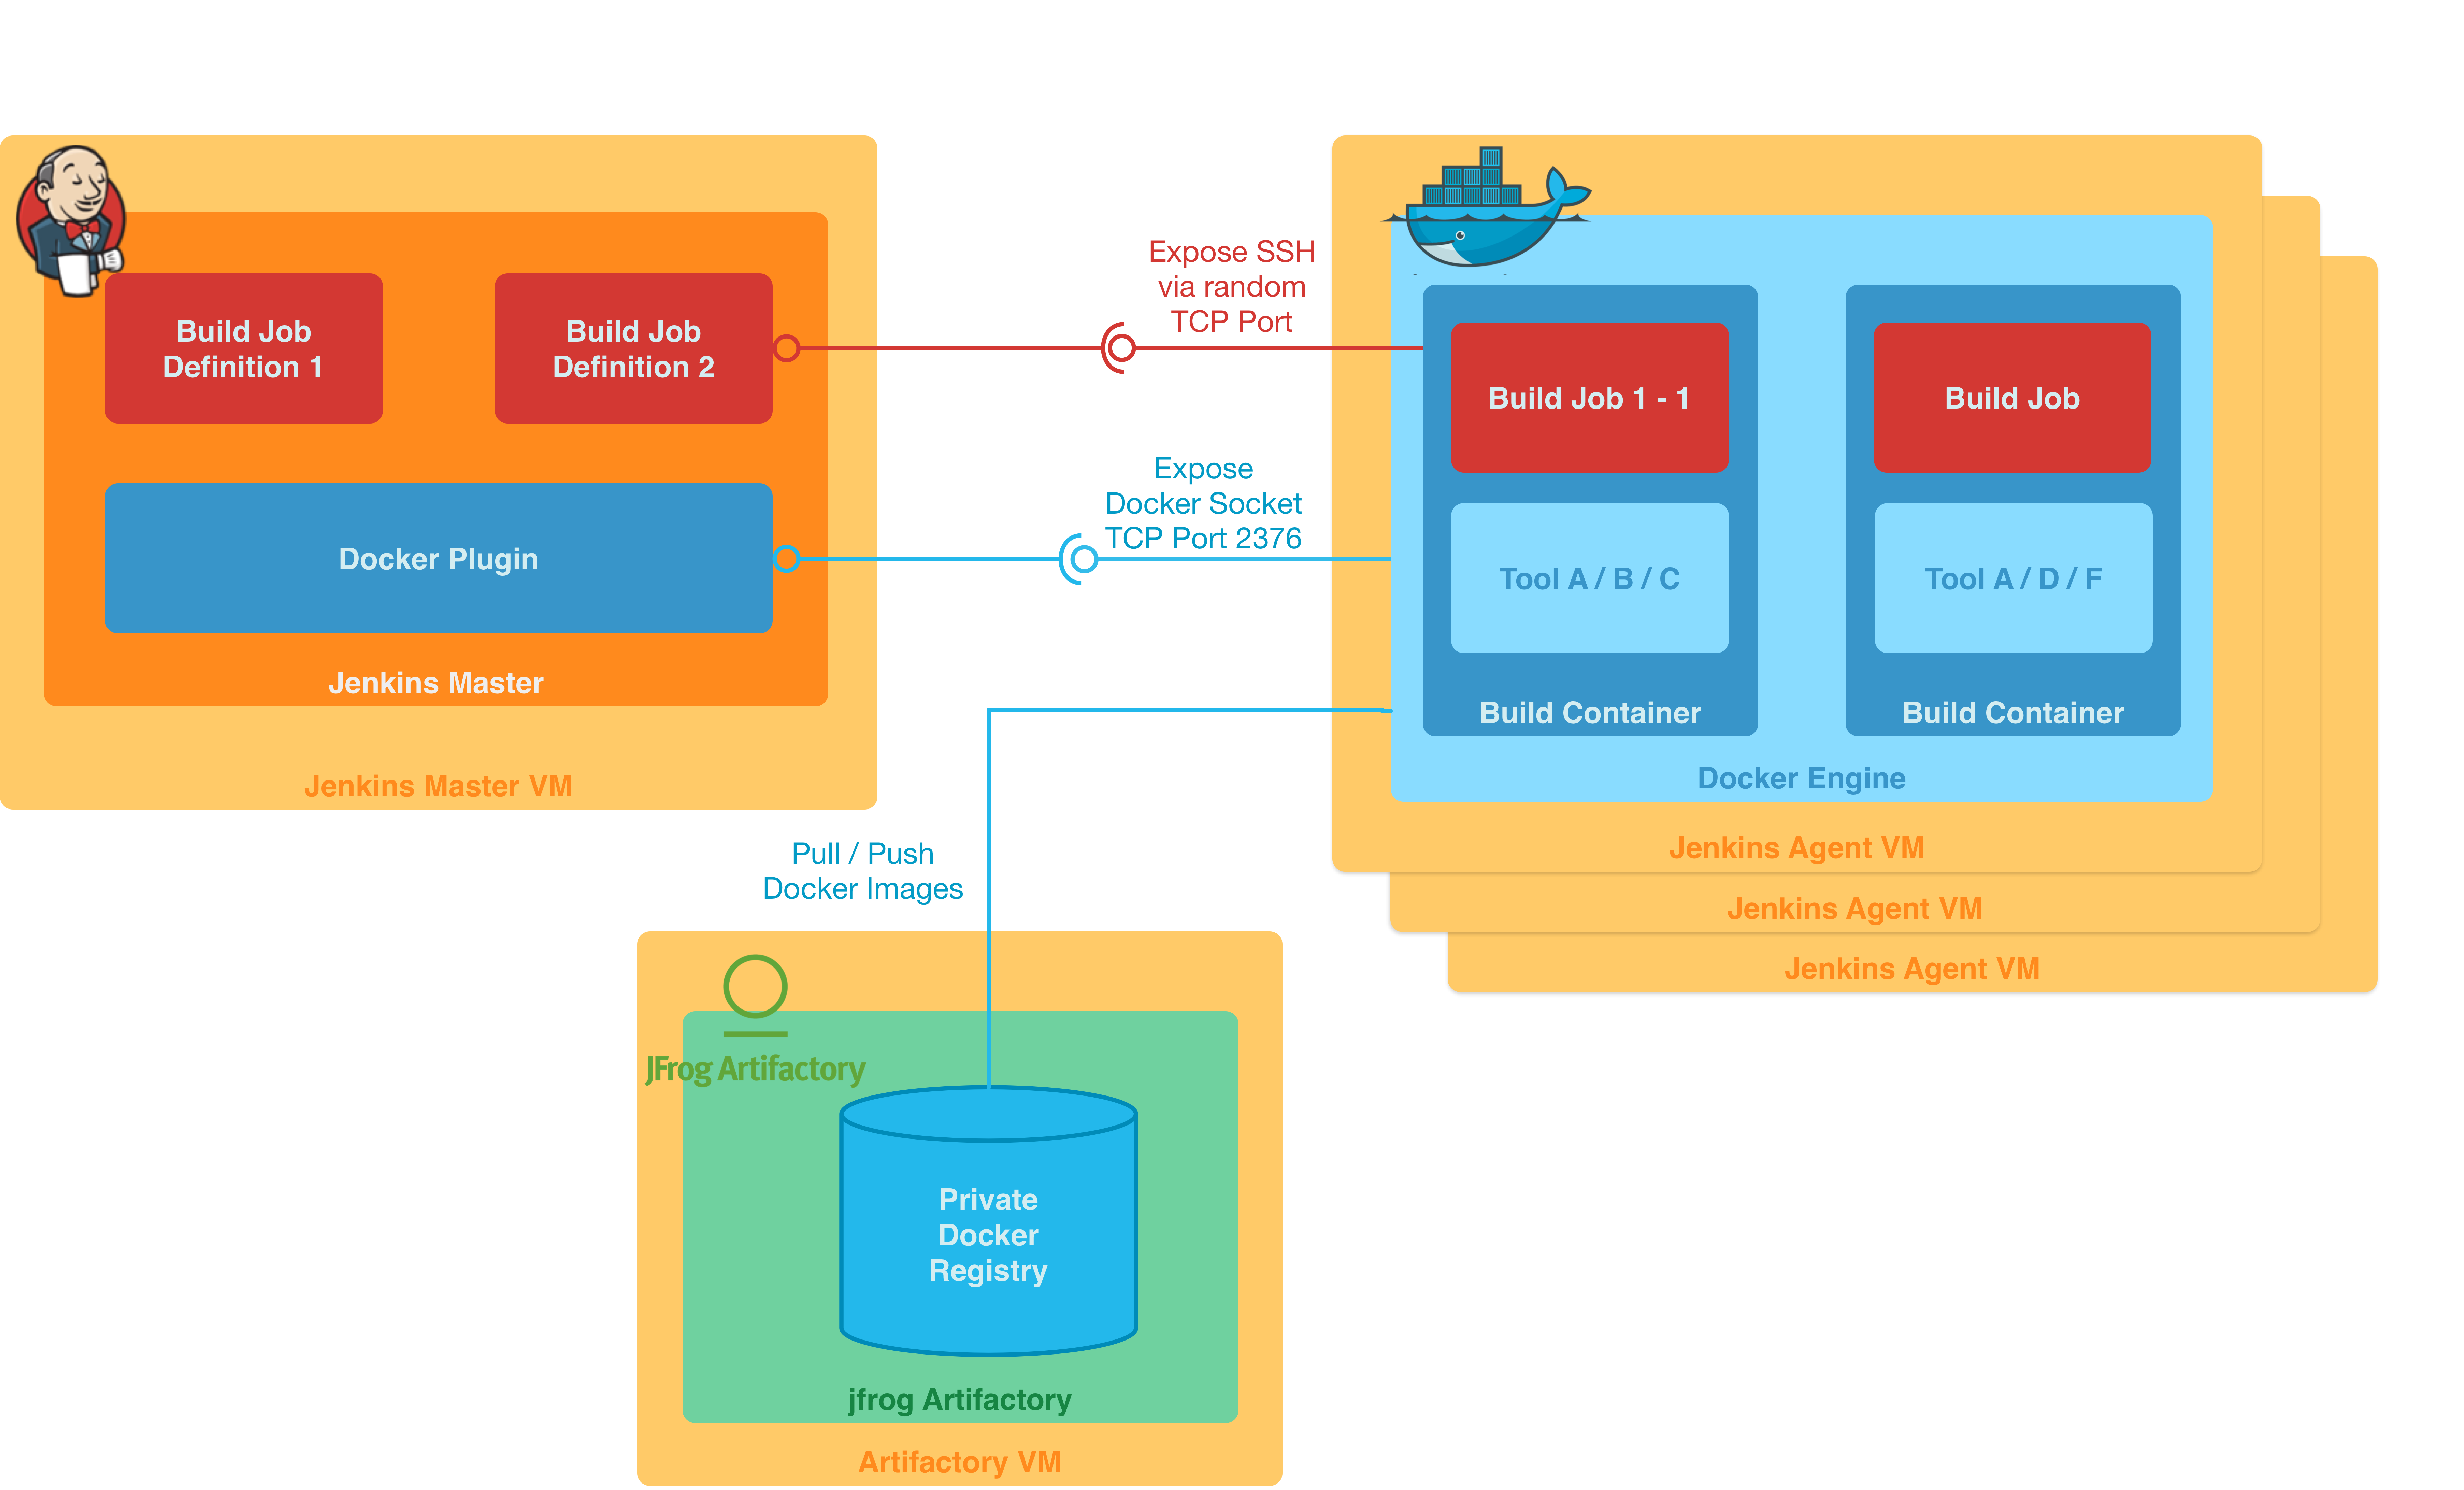 Build Job
Definition 1
Build Job
Definition 2
Docker Plugin
Jenkins Master
Jenkins Master VM
Expose SSH
via random
TCP Port
Expose
Docker Socket
TCP Port 2376
Build Job 1 - 1
Tool A / B / C
Build Container
Build Job
Tool A / D / F
Build Container
Docker Engine
Jenkins Agent VM
Jenkins Agent VM
Jenkins Agent VM
Pull / Push
Docker Images
JFrog Artifactory
Private
Docker
Registry
jfrog Artifactory
Artifactory VM